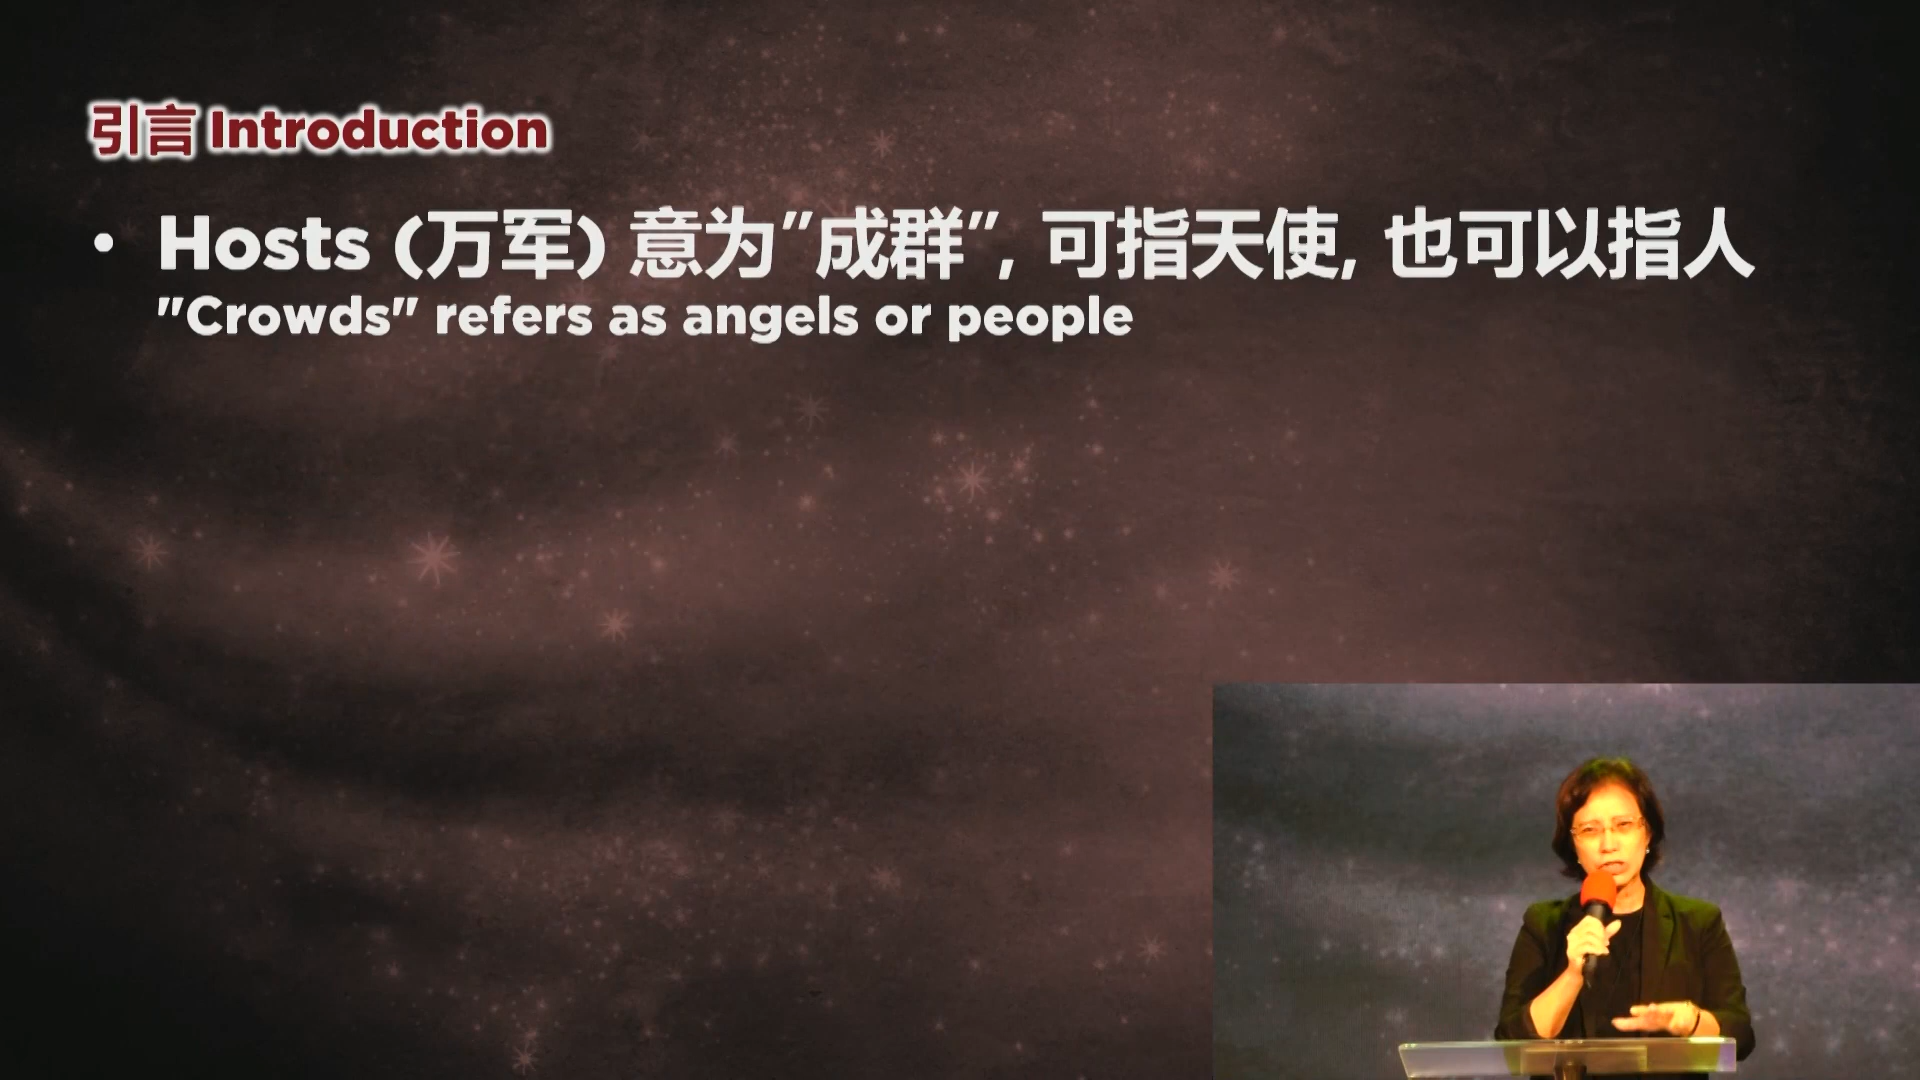 引言 Introduction
• Hosts (万军) 意为"成群", 可指天使, 也可以指人
"Crowds" refers as angels or people